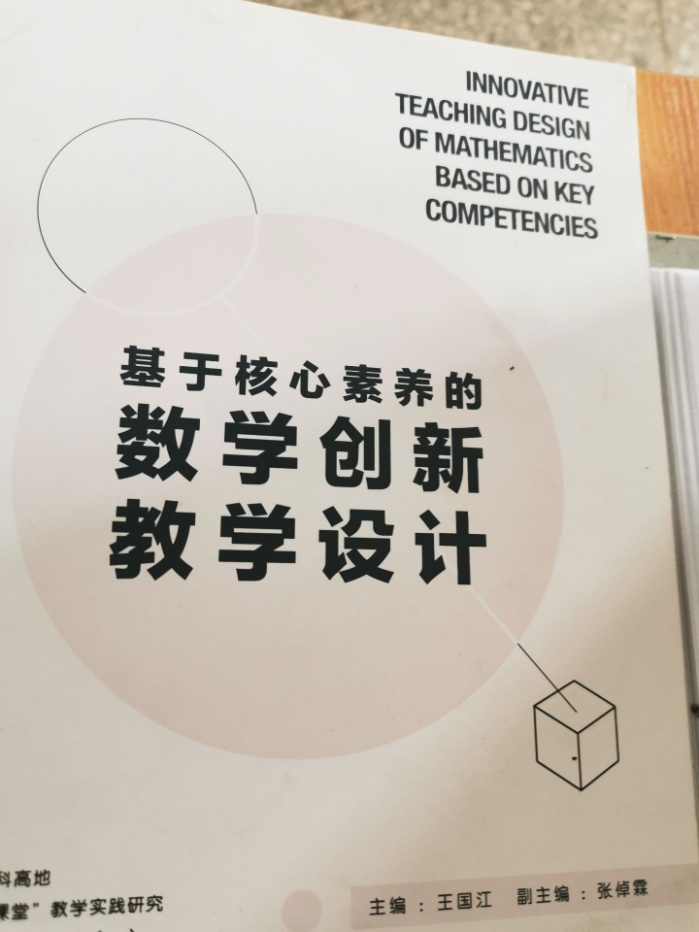 INNOVATIVE
TEACHING DESIGN
OF MATHEMATICS
BASED ON KEY
COMPETENCIES
基于核心素养的
数学创新
教学设计
科高地
课堂”教学实践研究
主编：王国江 副主编：张倬霖